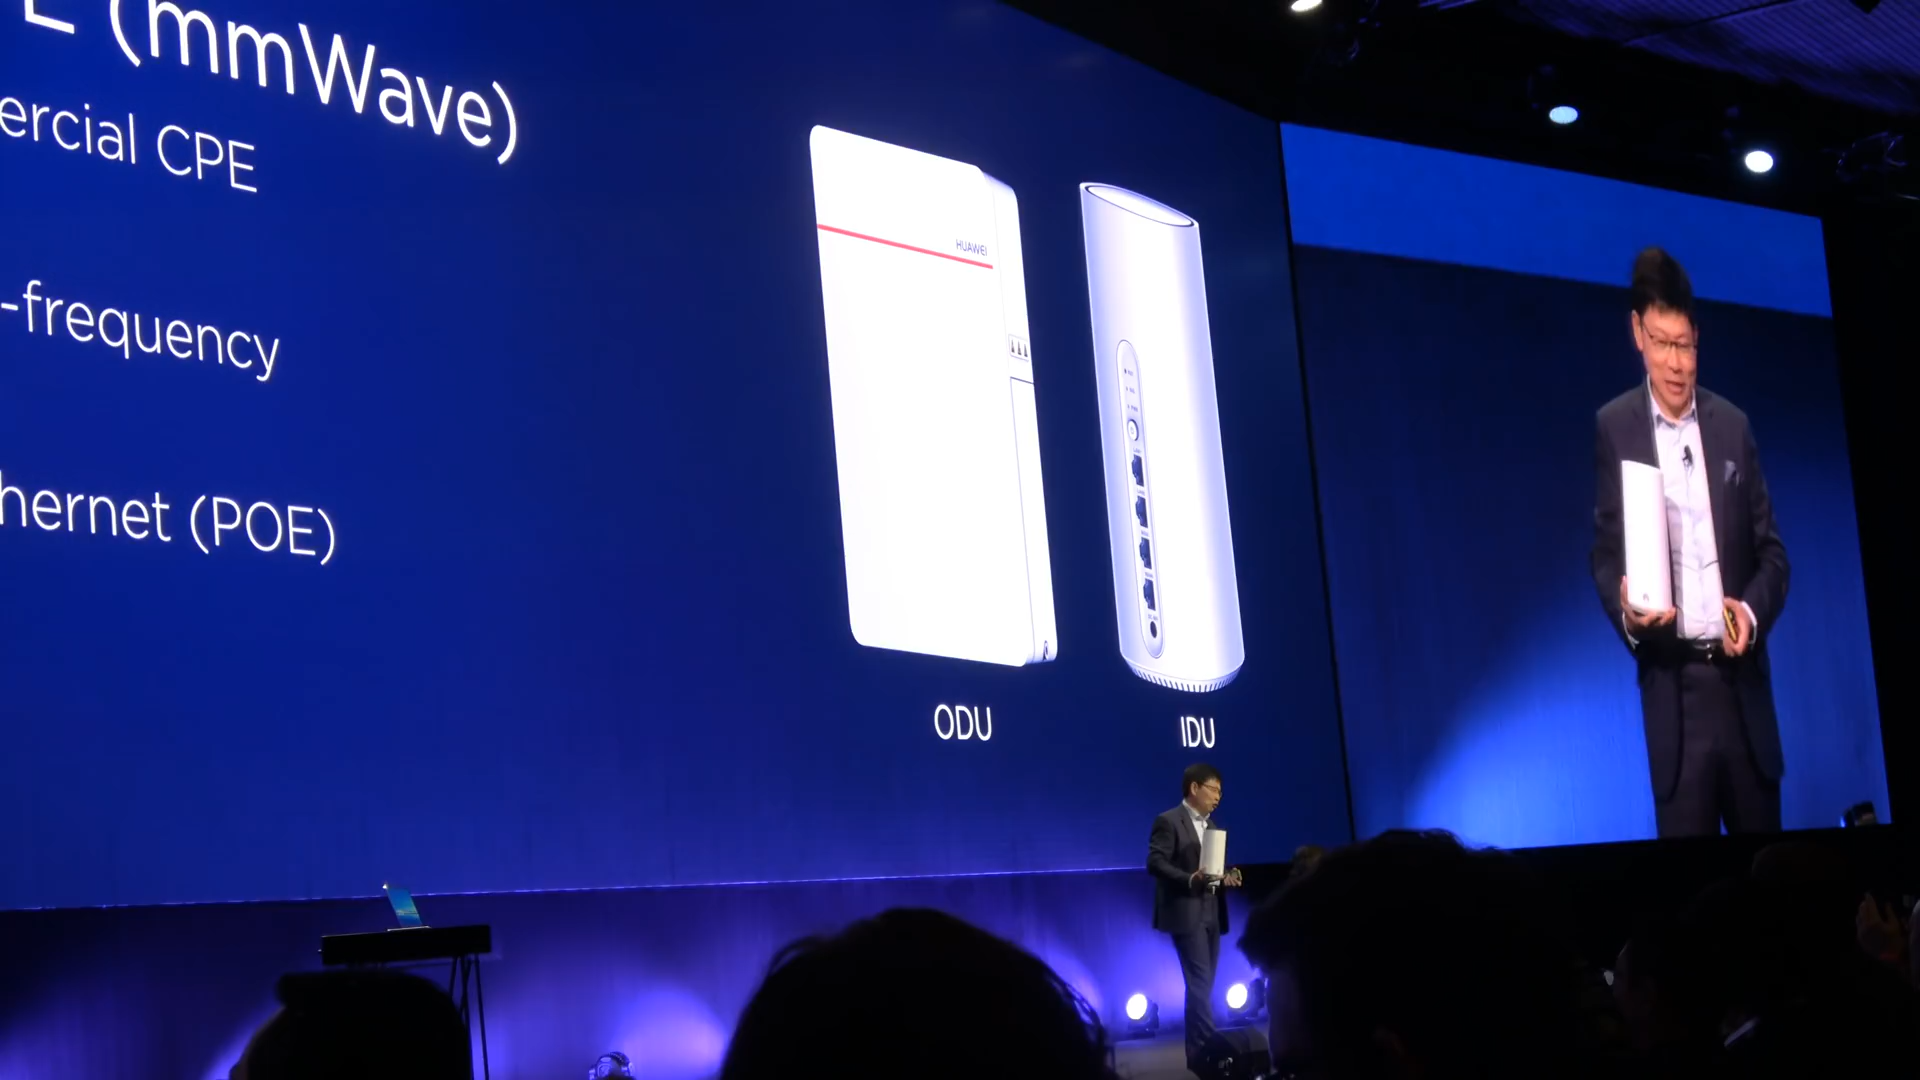 (mmWave)
ercial CPE
-frequency
hernet (POE)
HUAWEI
ODU
IDU